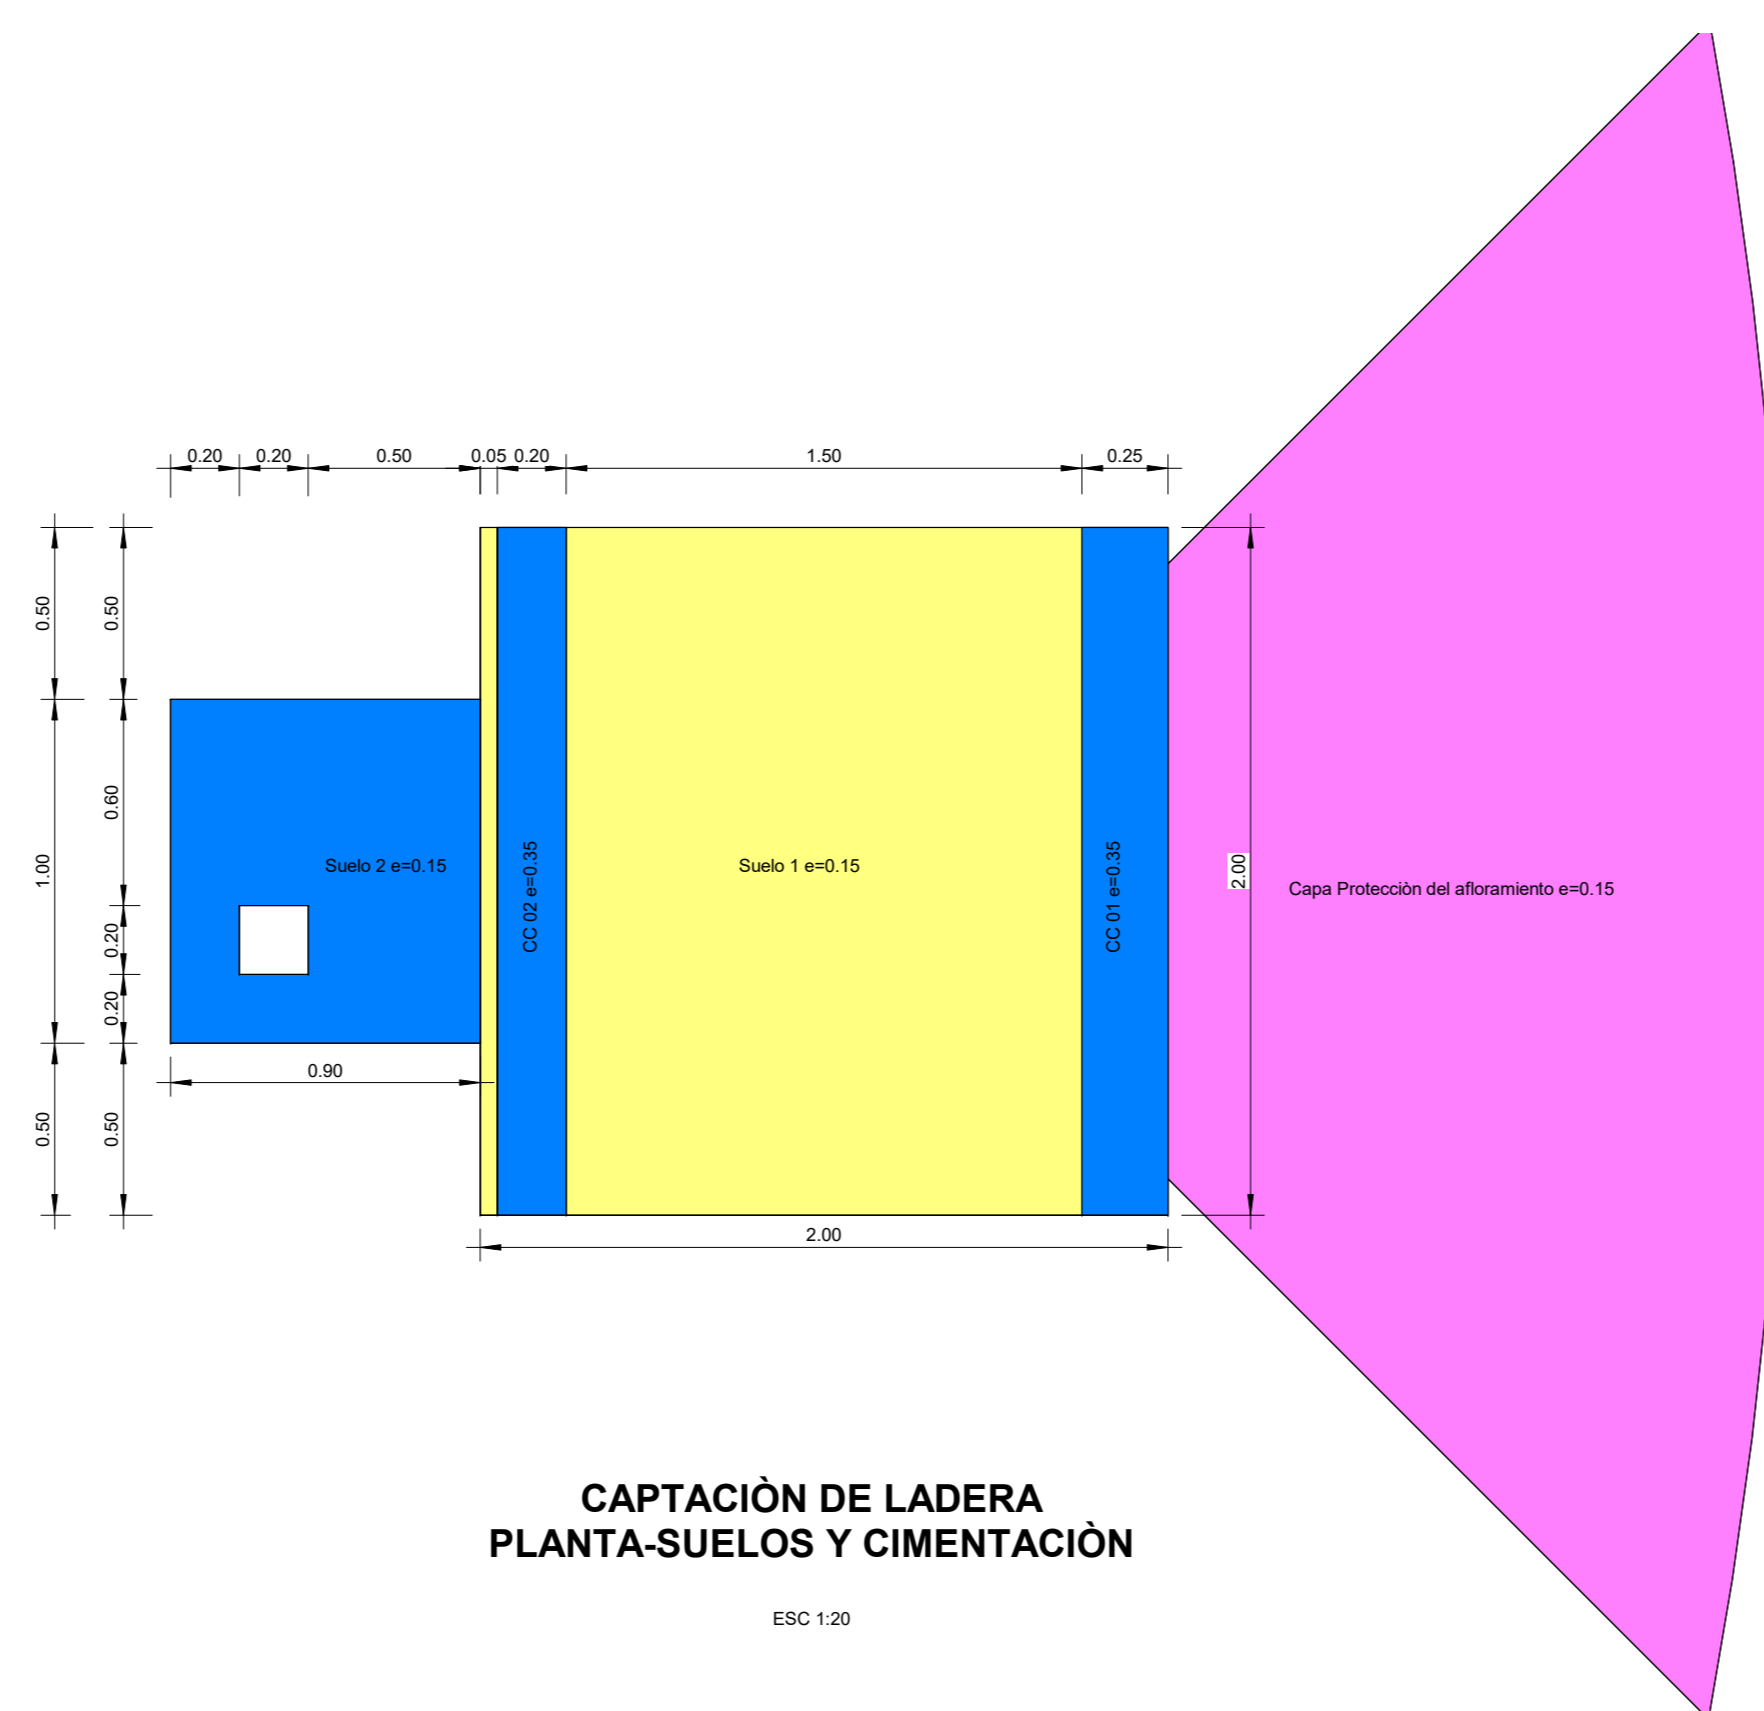 0.20 0.20 0.50 0.05 0.20 1.50 0.25
0.50
0.50
0.60
1.00
0.20
0.20
0.50
0.50
Suelo 2 e=0.15
CC 02 e=0.35
Suelo 1 e=0.15
CC 01 e=0.35
2.00
Capa Protecciòn del afloramiento e=0.15
0.90
2.00
CAPTACIÒN DE LADERA
PLANTA-SUELOS Y CIMENTACIÒN
ESC 1:20